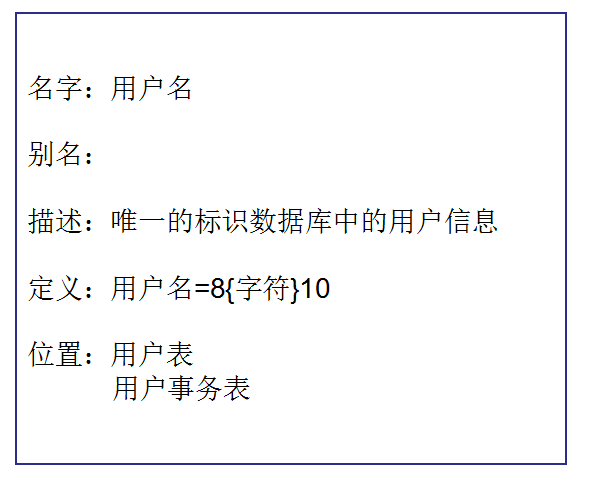 名字：用户名
别名：
描述：唯一的标识数据库中的用户信息
定义：用户名=8{字符}10
位置：用户表
用户事务表